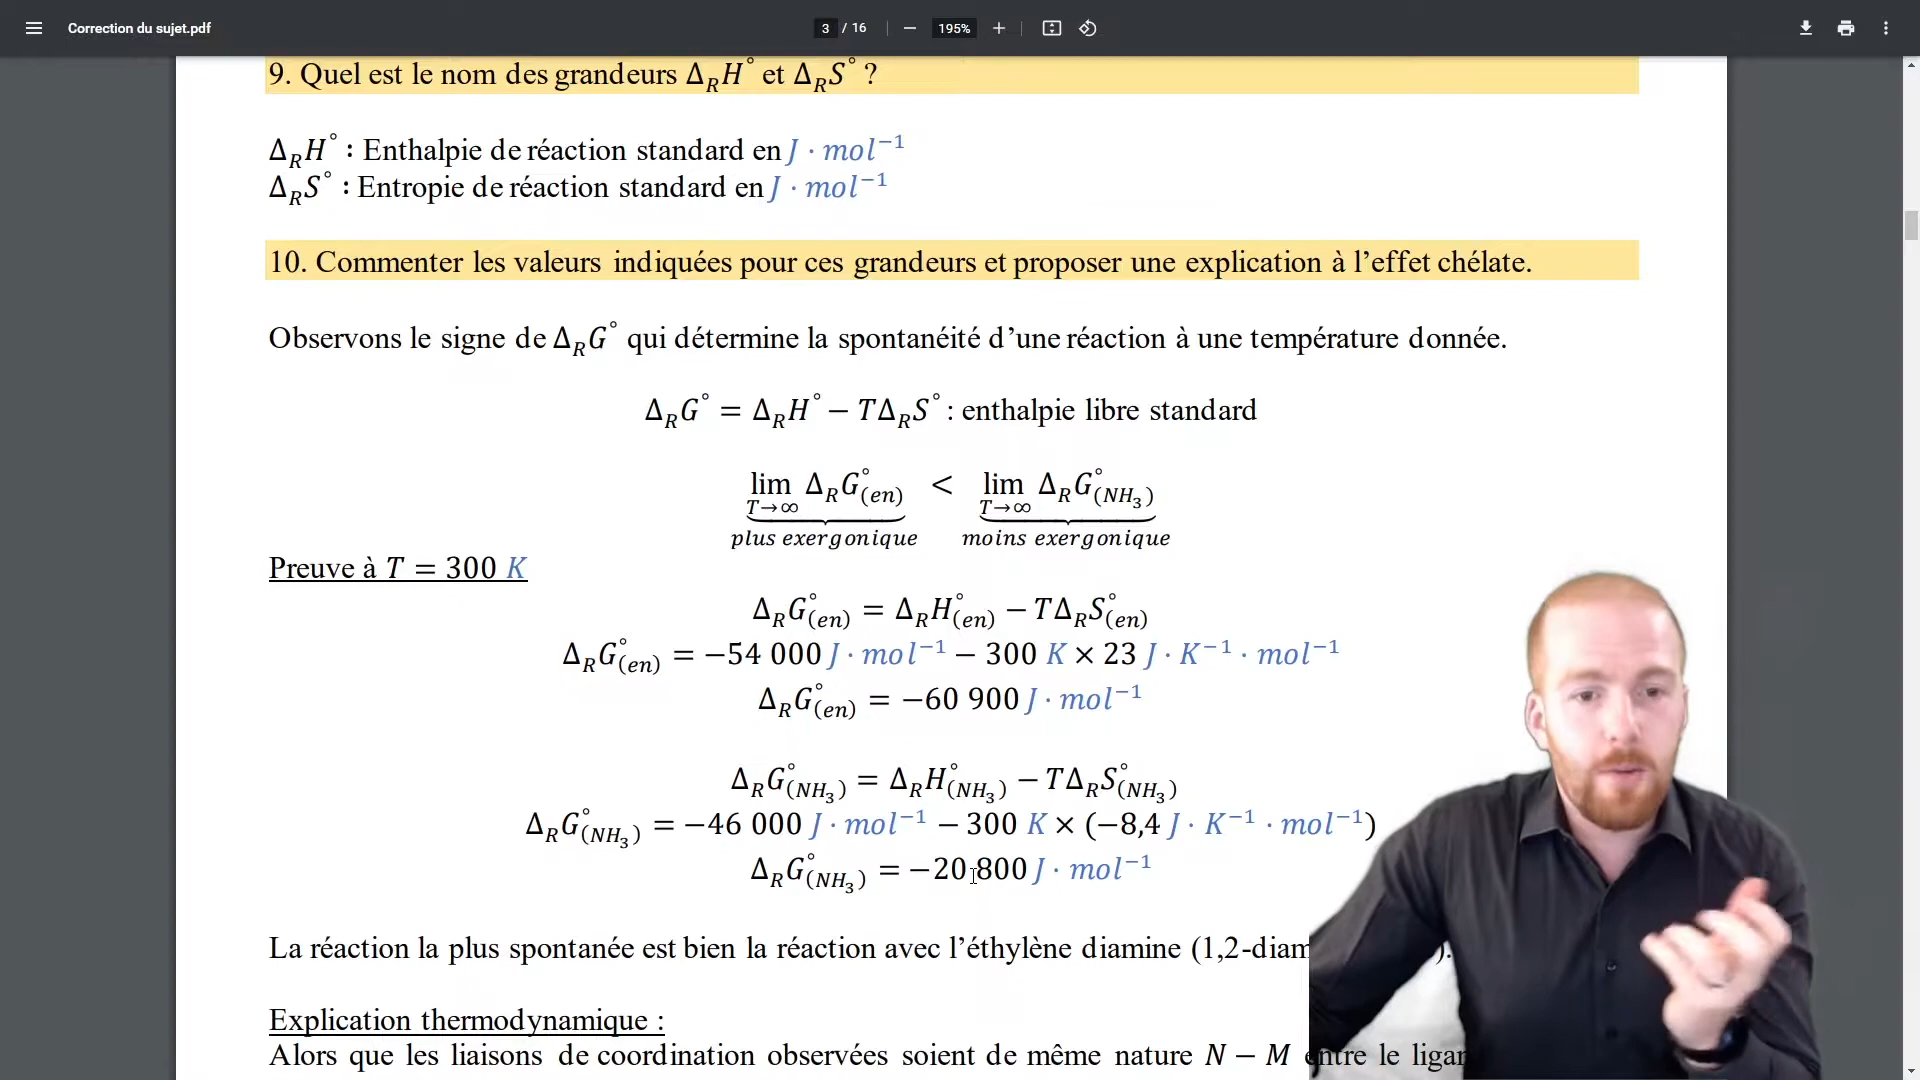 Correction du sujet.pdf
3 / 16
195%
9. Quel est le nom des grandeurs Δ_R H° et Δ_R S° ?
Δ_R H° : Enthalpie de réaction standard en J · mol⁻¹
Δ_R S° : Entropie de réaction standard en J · mol⁻¹
10. Commenter les valeurs indiquées pour ces grandeurs et proposer une explication à l’effet chélate.
Observons le signe de Δ_R G° qui détermine la spontanéité d’une réaction à une température donnée.
Δ_R G° = Δ_R H° − TΔ_R S° : enthalpie libre standard
lim Δ_R G°(en) < lim Δ_R G°(NH₃)
T→∞ T→∞
plus exergonique moins exergonique
Preuve à T = 300 K
Δ_R G°(en) = Δ_R H°(en) − TΔ_R S°(en)
Δ_R G°(en) = −54 000 J · mol⁻¹ − 300 K × 23 J · K⁻¹ · mol⁻¹
Δ_R G°(en) = −60 900 J · mol⁻¹
Δ_R G°(NH₃) = Δ_R H°(NH₃) − TΔ_R S°(NH₃)
Δ_R G°(NH₃) = −46 000 J · mol⁻¹ − 300 K × (−8,4 J · K⁻¹ · mol⁻¹)
Δ_R G°(NH₃) = −20 800 J · mol⁻¹
La réaction la plus spontanée est bien la réaction avec l’éthylène diamine (1,2-diam ).
Explication thermodynamique :
Alors que les liaisons de coordination observées soient de même nature N − M entre le ligan